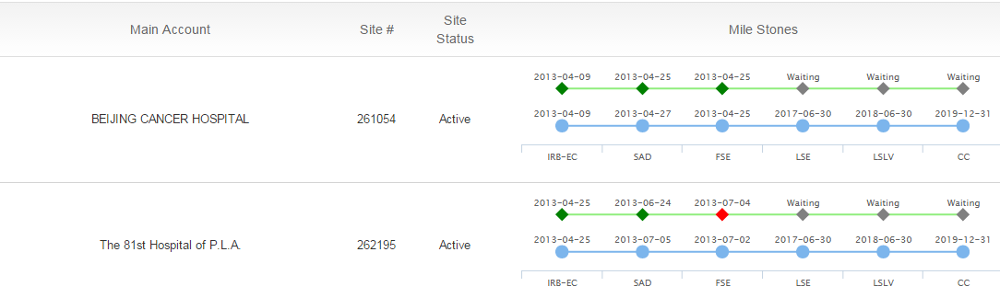 Main Account Site # Site Status Mile Stones
2013-04-09 2013-04-25 2013-04-25 Waiting Waiting Waiting
BEIJING CANCER HOSPITAL 261054 Active
2013-04-09 2013-04-27 2013-04-25 2017-06-30 2018-06-30 2019-12-31
IRB-EC SAD FSE LSE LSLV CC
2013-04-25 2013-06-24 2013-07-04 Waiting Waiting Waiting
The 81st Hospital of P.L.A. 262195 Active
2013-04-25 2013-07-05 2013-07-02 2017-06-30 2018-06-30 2019-12-31
IRB-EC SAD FSE LSE LSLV CC